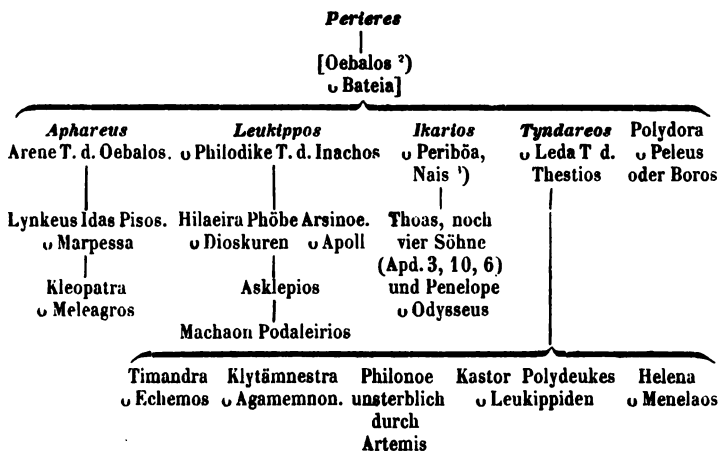 Perieres
[Oebalos ²)
∪ Bateia]
Aphareus Leukippos Ikarios Tyndareos Polydora
Arene T. d. Oebalos. ∪ Philodike T. d. Inachos ∪ Periböa, ∪ Leda T d. ∪ Peleus
Nais ¹) Thestios oder Boros
Lynkeus Idas Pisos. Hilaeira Phöbe Arsinoe. Thoas, noch
∪ Marpessa ∪ Dioskuren ∪ Apoll vier Söhne
(Apd. 3, 10, 6)
Kleopatra Asklepios und Penelope
∪ Meleagros ∪ Odysseus
Machaon Podaleirios
Timandra Klytämnestra Philonoe Kastor Polydeukes Helena
∪ Echemos ∪ Agamemnon. unsterblich ∪ Leukippiden ∪ Menelaos
durch
Artemis